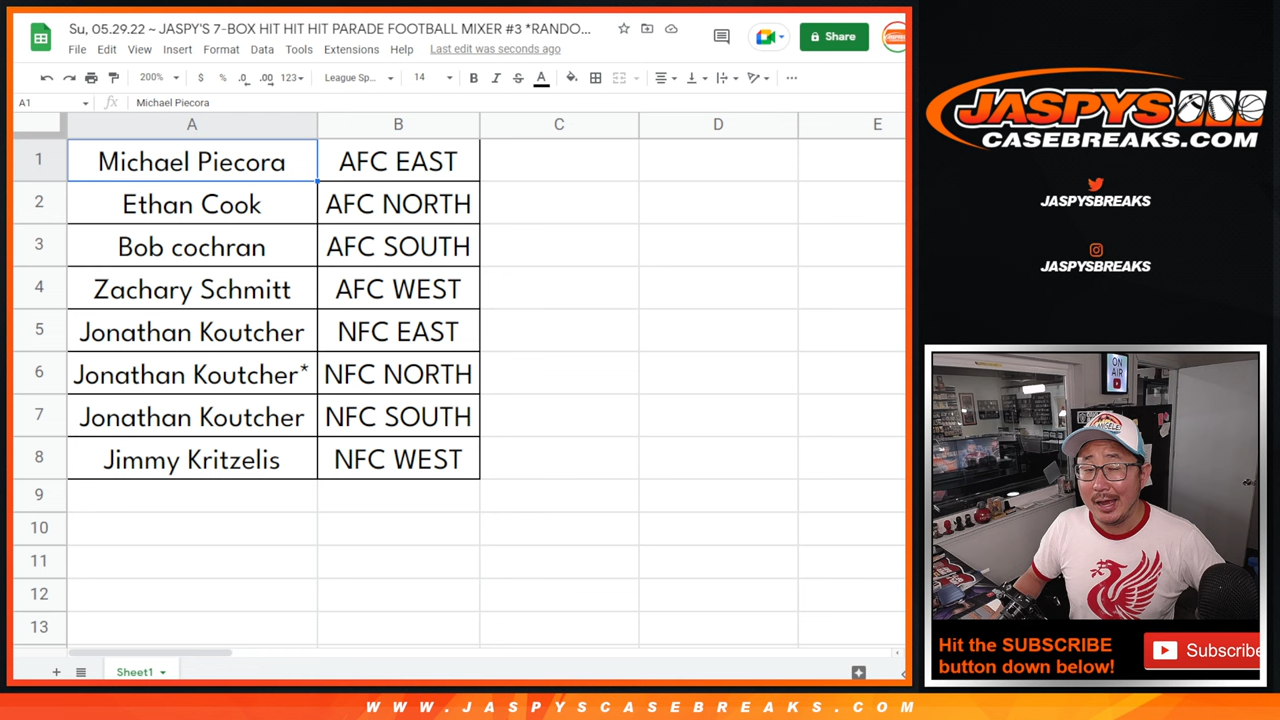 Su, 05.29.22 ~ JASPY'S 7-BOX HIT HIT HIT PARADE FOOTBALL MIXER #3 *RANDO...
File Edit View Insert Format Data Tools Extensions Help Last edit was seconds ago
Share
200% $ % .0 .00 123 League Sp... 14 B I S A
A1 fx Michael Piecora
A B C D E
1 Michael Piecora AFC EAST
2 Ethan Cook AFC NORTH
3 Bob cochran AFC SOUTH
4 Zachary Schmitt AFC WEST
5 Jonathan Koutcher NFC EAST
6 Jonathan Koutcher* NFC NORTH
7 Jonathan Koutcher NFC SOUTH
8 Jimmy Kritzelis NFC WEST
9
10
11
12
13
Sheet1
JASPYS
CASEBREAKS.COM
JASPYSBREAKS
JASPYSBREAKS
ON
AIR
Hit the SUBSCRIBE
button down below!
Subscribe
WWW.JASPYSCASEBREAKS.COM